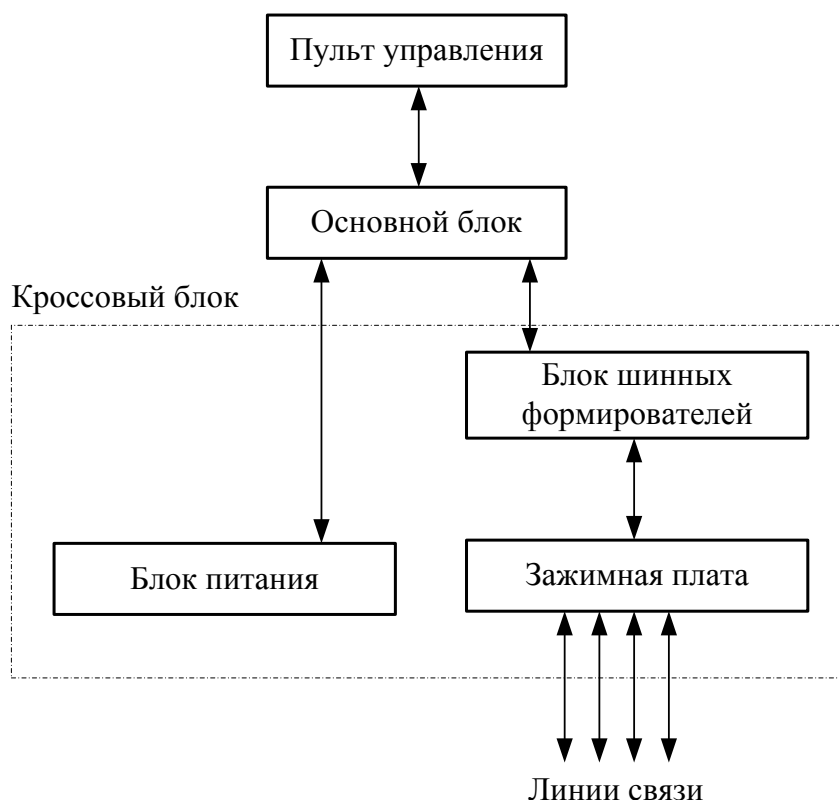 Пульт управления
Основной блок
Кроссовый блок
Блок шинных
формирователей
Блок питания
Зажимная плата
Линии связи